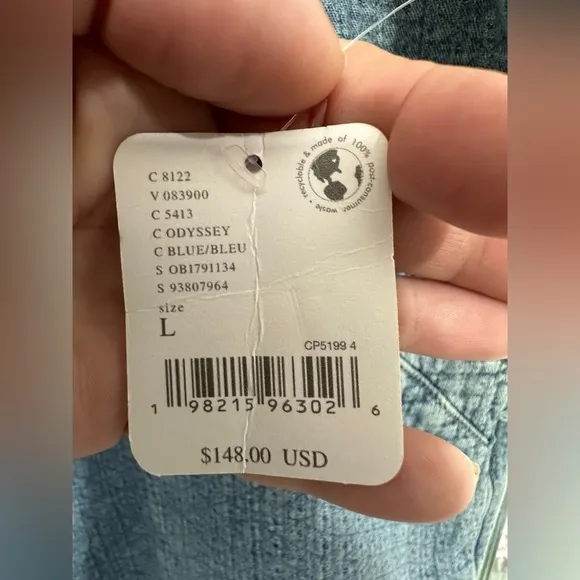 recyclable & made of 100% post-consumer waste •
C 8122
V 083900
C 5413
C ODYSSEY
C BLUE/BLEU
S OB1791134
S 93807964
size
L
CP5199 4
1 98215 96302 6
$148.00 USD